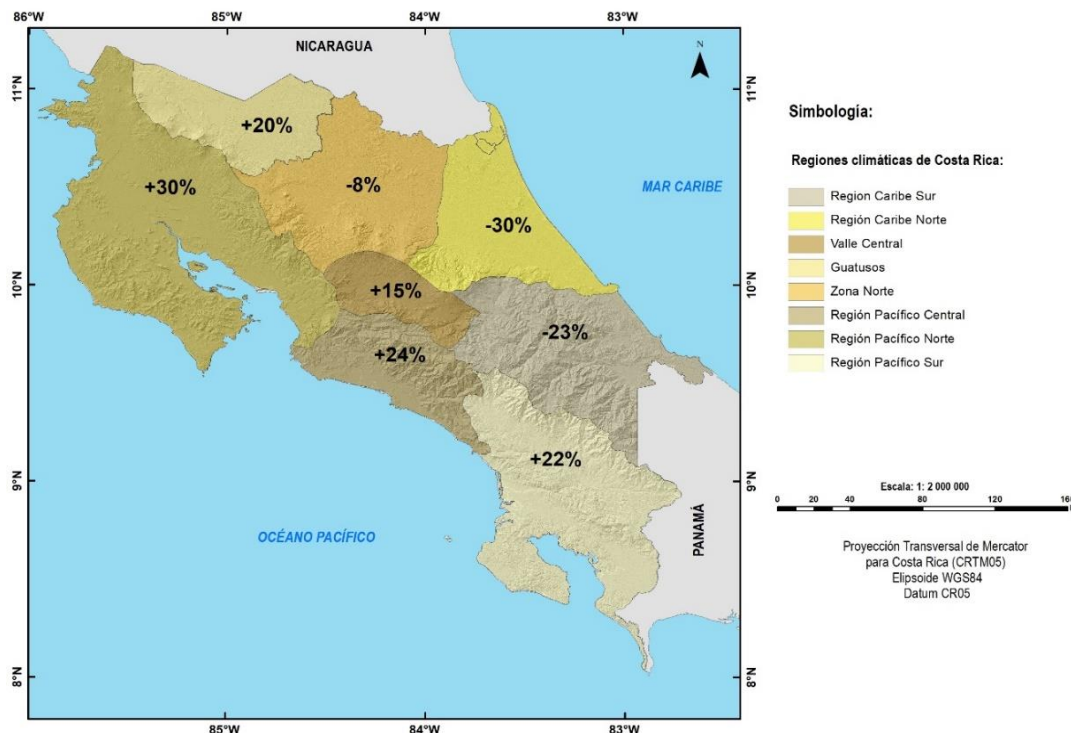 86°W
85°W
84°W
83°W
NICARAGUA
N
11°N
11°N
+20%
+30%
-8%
MAR CARIBE
-30%
10°N
10°N
+15%
-23%
+24%
+22%
9°N
9°N
OCÉANO PACÍFICO
PANAMÁ
8°N
8°N
85°W
84°W
83°W
Simbología:
Regiones climáticas de Costa Rica:
Region Caribe Sur
Región Caribe Norte
Valle Central
Guatusos
Zona Norte
Región Pacífico Central
Región Pacífico Norte
Región Pacífico Sur
Escala: 1: 2 000 000
0 20 40 80 120 160
Proyección Transversal de Mercator
para Costa Rica (CRTM05)
Elipsoide WGS84
Datum CR05